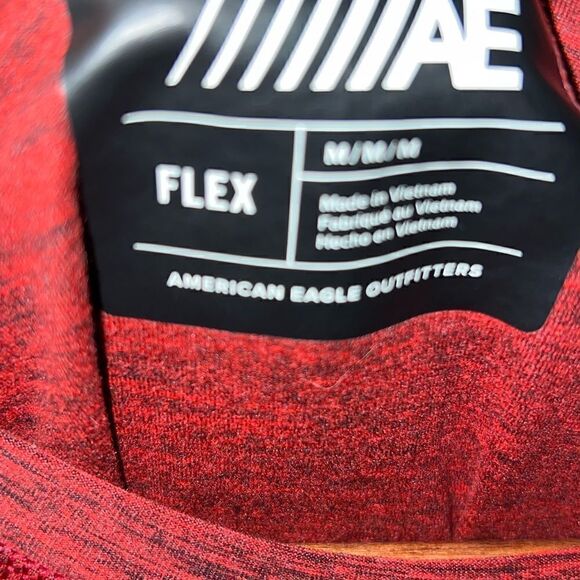 AE
FLEX
M/M/M
Made in Vietnam
Fabriqué au Vietnam
Hecho en Vietnam
AMERICAN EAGLE OUTFITTERS